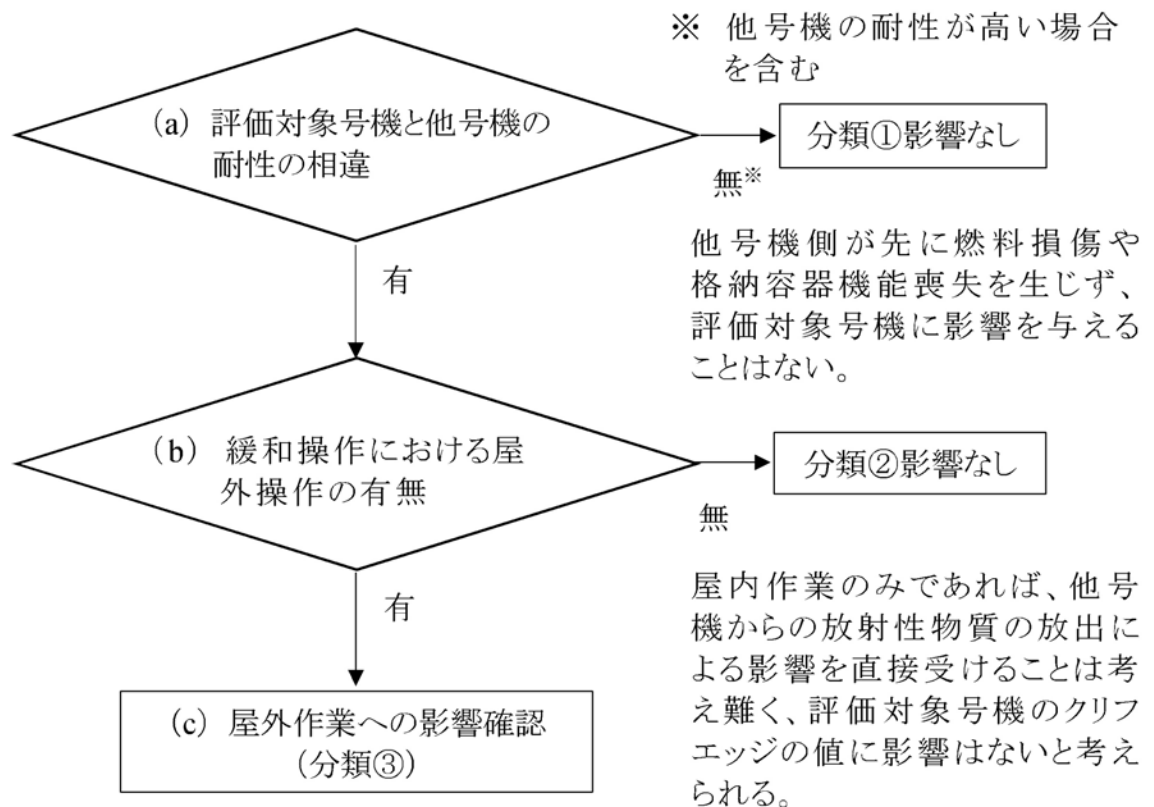 ※ 他号機の耐性が高い場合
を含む
(a) 評価対象号機と他号機の
耐性の相違
分類①影響なし
無※
他号機側が先に燃料損傷や
格納容器機能喪失を生じず、
評価対象号機に影響を与える
ことはない。
有
(b) 緩和操作における屋
外操作の有無
分類②影響なし
無
有
屋内作業のみであれば、他号
機からの放射性物質の放出に
よる影響を直接受けることは考
え難く、評価対象号機のクリフ
エッジの値に影響はないと考え
られる。
(c) 屋外作業への影響確認
(分類③)